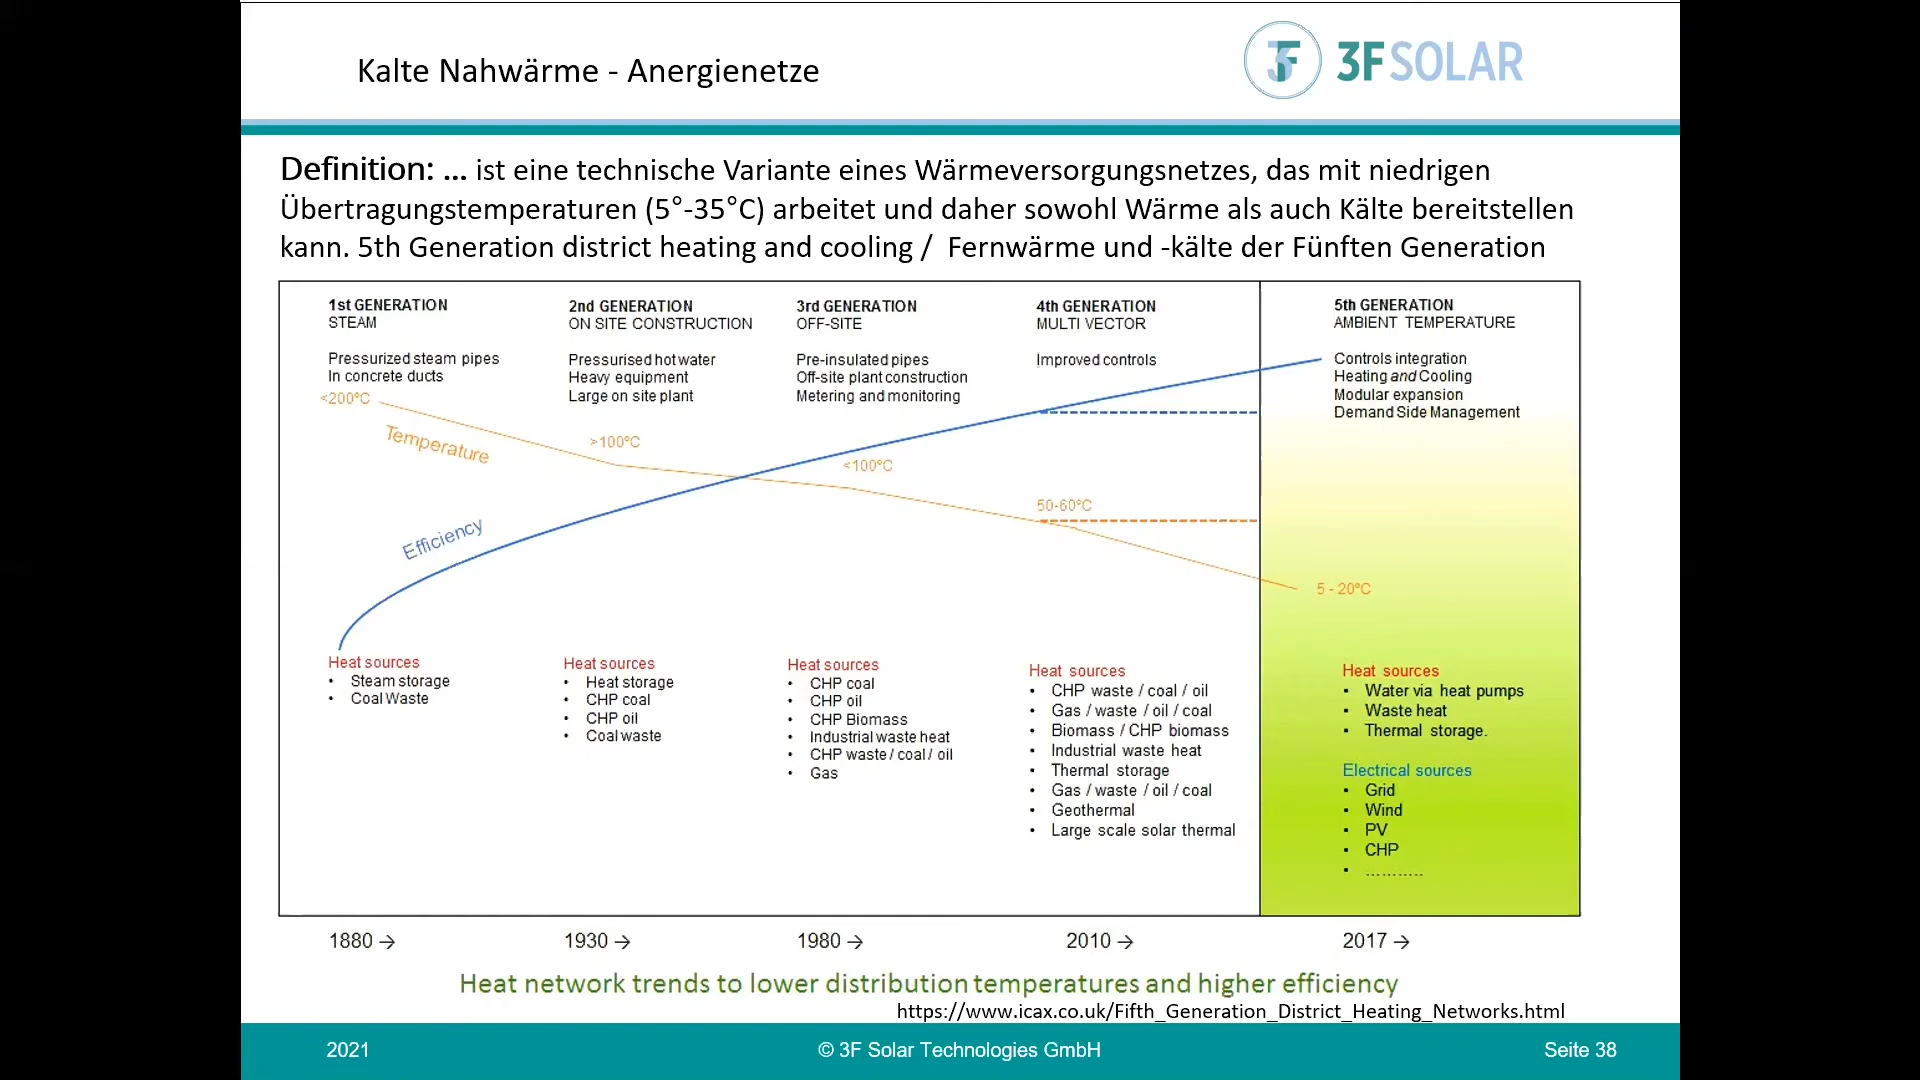 Kalte Nahwärme - Anergienetze
3F
3F SOLAR
Definition: ... ist eine technische Variante eines Wärmeversorgungsnetzes, das mit niedrigen
Übertragungstemperaturen (5°-35°C) arbeitet und daher sowohl Wärme als auch Kälte bereitstellen
kann. 5th Generation district heating and cooling / Fernwärme und -kälte der Fünften Generation
1st GENERATION
STEAM
Pressurized steam pipes
In concrete ducts
<200ºC
2nd GENERATION
ON SITE CONSTRUCTION
Pressurised hot water
Heavy equipment
Large on site plant
>100ºC
3rd GENERATION
OFF-SITE
Pre-insulated pipes
Off-site plant construction
Metering and monitoring
<100ºC
4th GENERATION
MULTI VECTOR
Improved controls
50-60ºC
5th GENERATION
AMBIENT TEMPERATURE
Controls integration
Heating and Cooling
Modular expansion
Demand Side Management
5 - 20ºC
Temperature
Efficiency
Heat sources
• Steam storage
• Coal Waste
Heat sources
• Heat storage
• CHP coal
• CHP oil
• Coal waste
Heat sources
• CHP coal
• CHP oil
• CHP Biomass
• Industrial waste heat
• CHP waste / coal / oil
• Gas
Heat sources
• CHP waste / coal / oil
• Gas / waste / oil / coal
• Biomass / CHP biomass
• Industrial waste heat
• Thermal storage
• Gas / waste / oil / coal
• Geothermal
• Large scale solar thermal
Heat sources
• Water via heat pumps
• Waste heat
• Thermal storage.
Electrical sources
• Grid
• Wind
• PV
• CHP
• ………..
1880 →
1930 →
1980 →
2010 →
2017 →
Heat network trends to lower distribution temperatures and higher efficiency
https://www.icax.co.uk/Fifth_Generation_District_Heating_Networks.html
2021
© 3F Solar Technologies GmbH
Seite 38